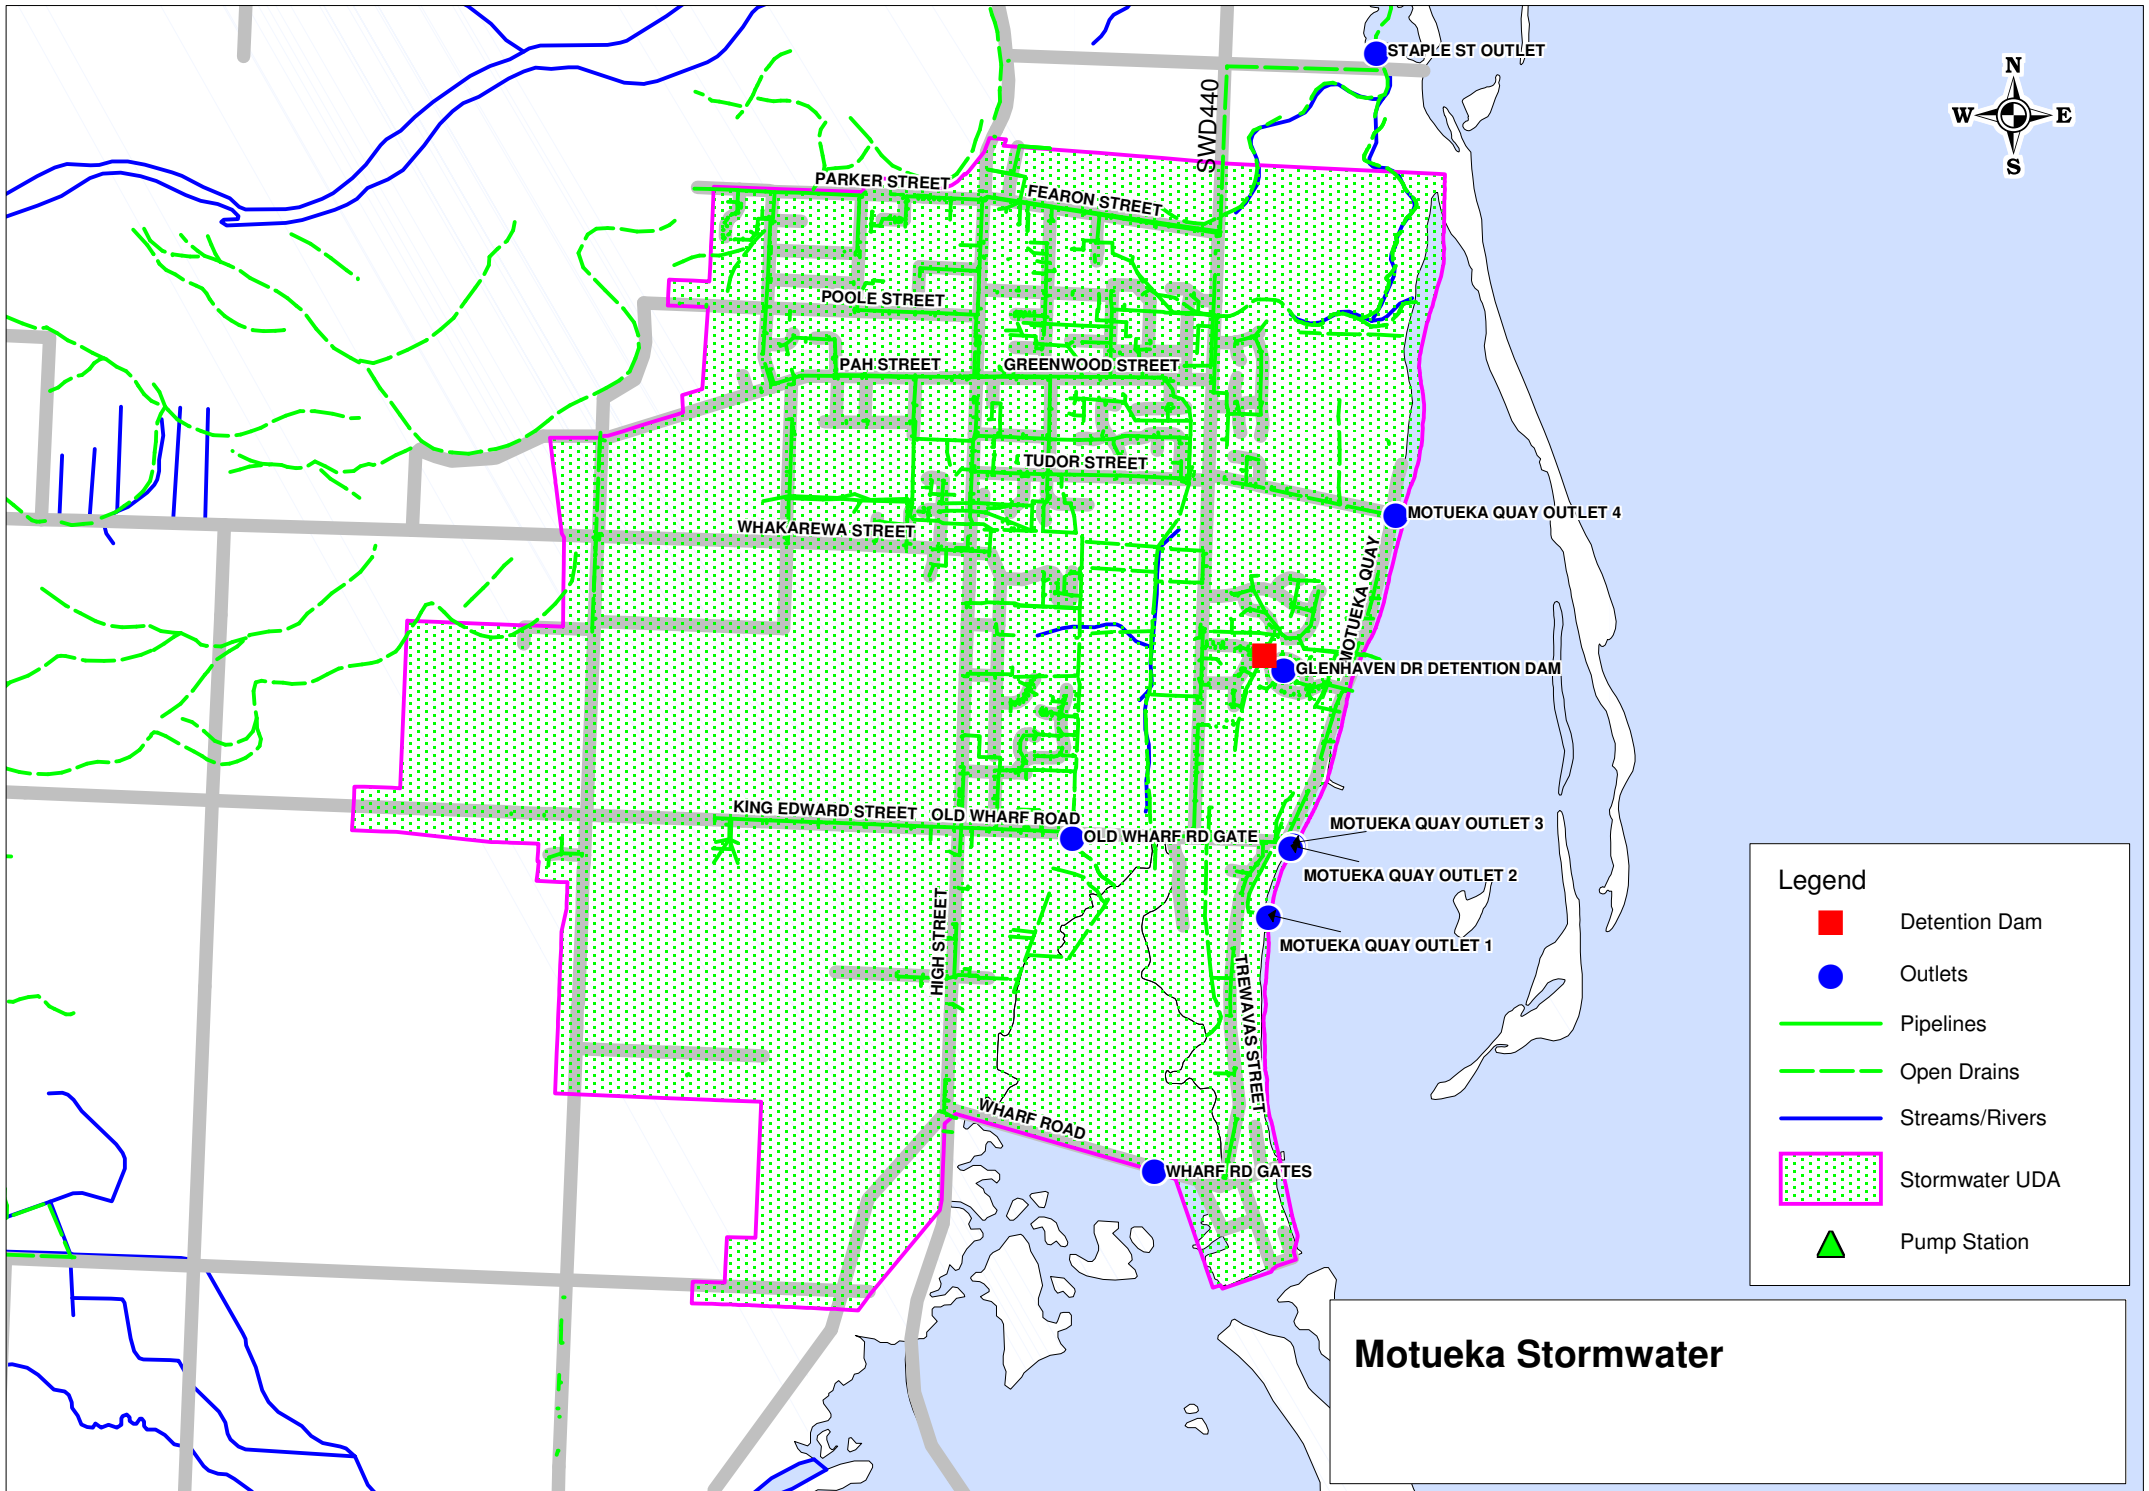 STAPLE ST OUTLET
N
W E
S
SWD440
PARKER STREET
FEARON STREET
POOLE STREET
PAH STREET
GREENWOOD STREET
TUDOR STREET
MOTUEKA QUAY OUTLET 4
WHAKAREWA STREET
MOTUEKA QUAY
GLENHAVEN DR DETENTION DAM
KING EDWARD STREET
OLD WHARF ROAD
OLD WHARF RD GATE
MOTUEKA QUAY OUTLET 3
MOTUEKA QUAY OUTLET 2
MOTUEKA QUAY OUTLET 1
HIGH STREET
TREWAVAS STREET
WHARF ROAD
WHARF RD GATES
Legend
Detention Dam
Outlets
Pipelines
Open Drains
Streams/Rivers
Stormwater UDA
Pump Station
Motueka Stormwater